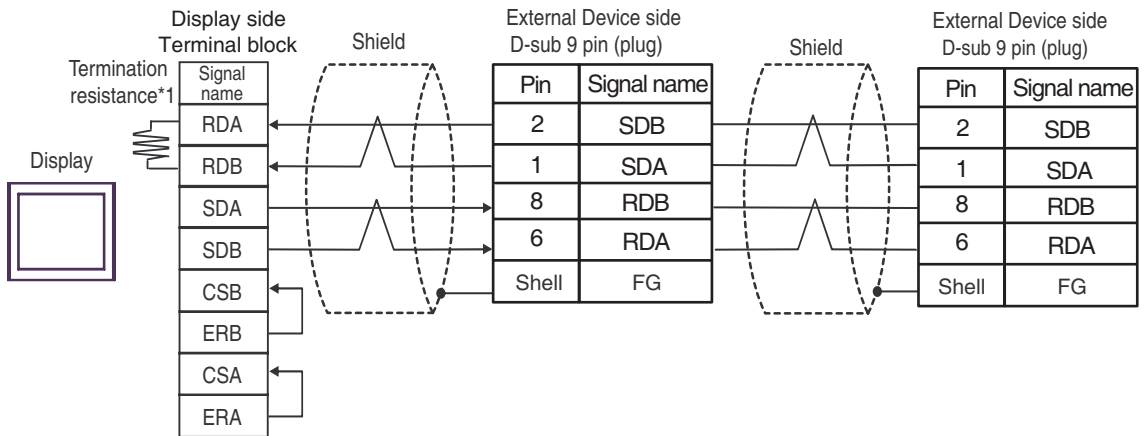 Display side
Terminal block
Shield
External Device side
D-sub 9 pin (plug)
Shield
External Device side
D-sub 9 pin (plug)
Termination
resistance*1
Display
Signal
name
RDA
RDB
SDA
SDB
CSB
ERB
CSA
ERA
Pin Signal name
2 SDB
1 SDA
8 RDB
6 RDA
Shell FG
Pin Signal name
2 SDB
1 SDA
8 RDB
6 RDA
Shell FG